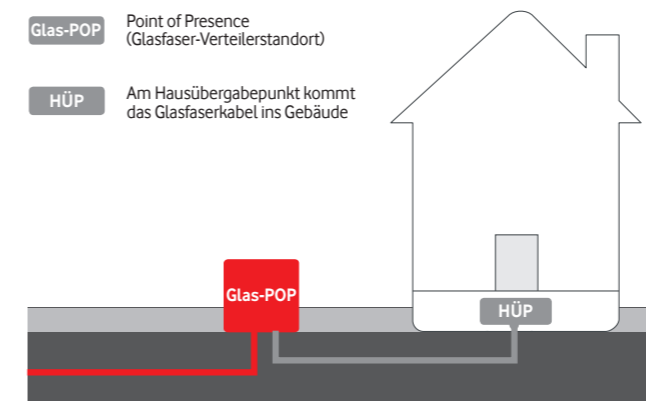 Glas-POP
Point of Presence
(Glasfaser-Verteilerstandort)
HÜP
Am Hausübergabepunkt kommt
das Glasfaserkabel ins Gebäude
Glas-POP
HÜP